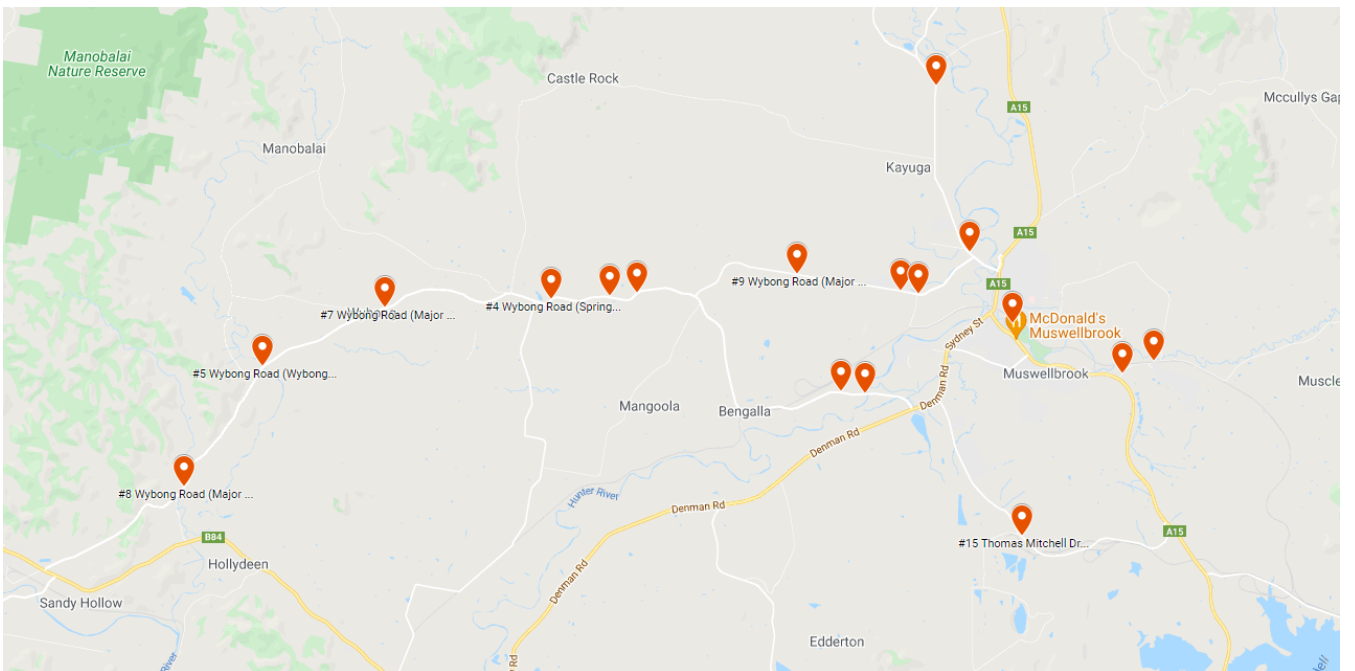 Manobalai
Nature Reserve
Castle Rock
Mccullys Gap
A15
Manobalai
Kayuga
A15
#9 Wybong Road (Major ...
A15
#4 Wybong Road (Spring...
#7 Wybong Road (Major ...
McDonald's
Muswellbrook
Sydney St
#5 Wybong Road (Wybong...
Muswellbrook
Muscle
Denman Rd
Mangoola
Bengalla
Denman Rd
#8 Wybong Road (Major ...
Hunter River
Denman Rd
#15 Thomas Mitchell Dr...
A15
B84
Hollydeen
Denman Rd
Sandy Hollow
Edderton
River
Rd